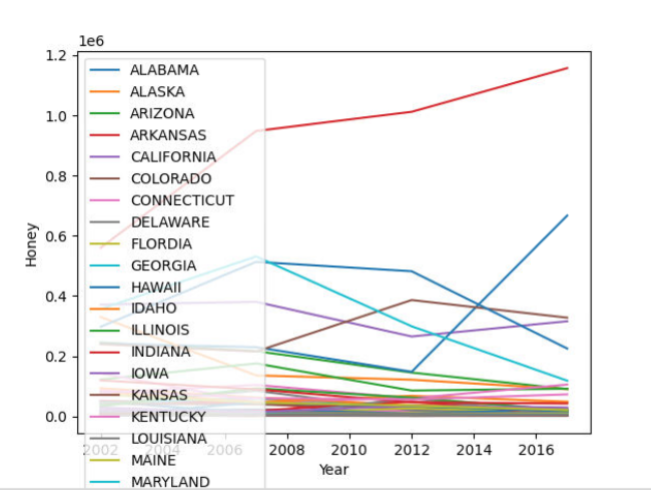 1e6
1.2
1.0
0.8
0.6
0.4
0.2
0.0
Honey
ALABAMA
ALASKA
ARIZONA
ARKANSAS
CALIFORNIA
COLORADO
CONNECTICUT
DELAWARE
FLORDIA
GEORGIA
HAWAII
IDAHO
ILLINOIS
INDIANA
IOWA
KANSAS
KENTUCKY
LOUISIANA
MAINE
MARYLAND
2002 2004 2006 2008 2010 2012 2014 2016
Year